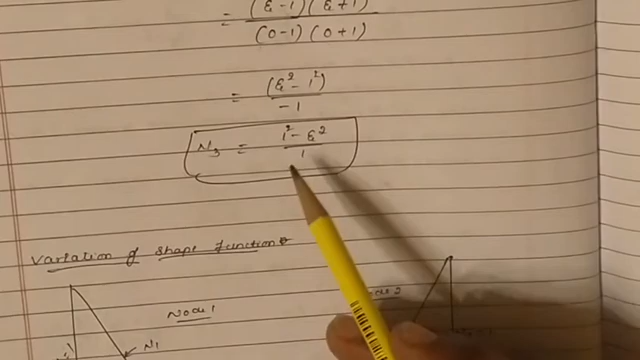 = (ξ-1)(ξ+1) / (0-1)(0+1)
= (ξ² - 1²) / -1
N₃ = 1² - ξ² / 1
Variation of shape function
Node 1
N₁